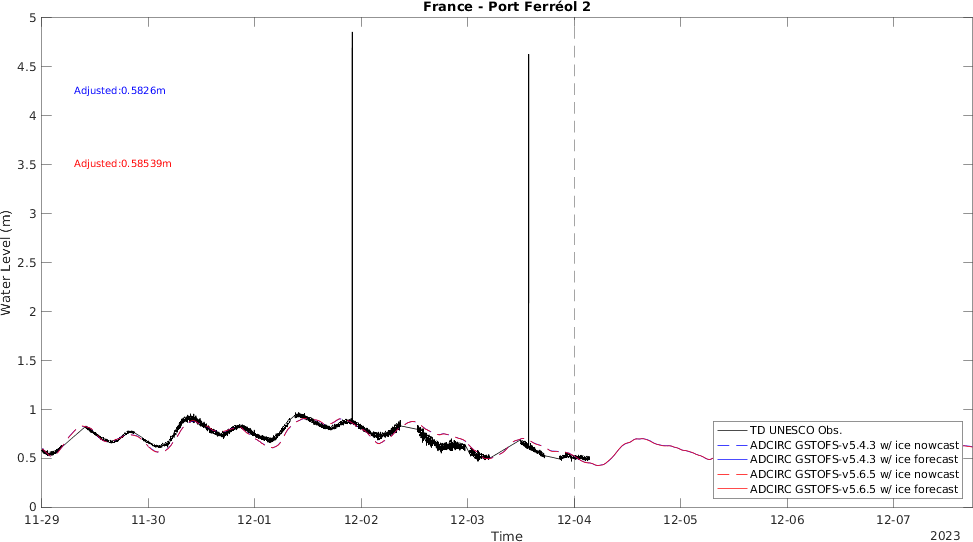 France - Port Ferréol 2
5
4.5
4
3.5
3
2.5
2
1.5
1
0.5
0
Water Level (m)
Adjusted:0.5826m
Adjusted:0.58539m
TD UNESCO Obs.
ADCIRC GSTOFS-v5.4.3 w/ ice nowcast
ADCIRC GSTOFS-v5.4.3 w/ ice forecast
ADCIRC GSTOFS-v5.6.5 w/ ice nowcast
ADCIRC GSTOFS-v5.6.5 w/ ice forecast
11-29 11-30 12-01 12-02 12-03 12-04 12-05 12-06 12-07
Time
2023